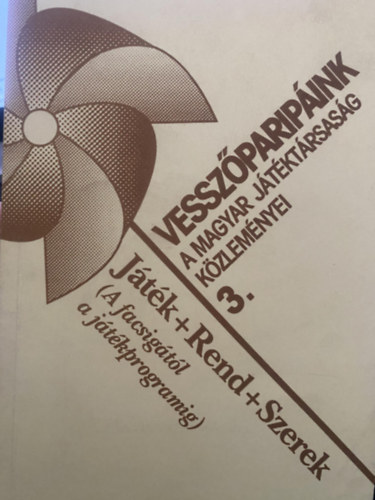 VESSZŐPARIPÁINK
A MAGYAR JÁTÉKTÁRSASÁG
KÖZLEMÉNYEI
3.
Játék+Rend+Szerek
(A facsigától
a játékprogramig)